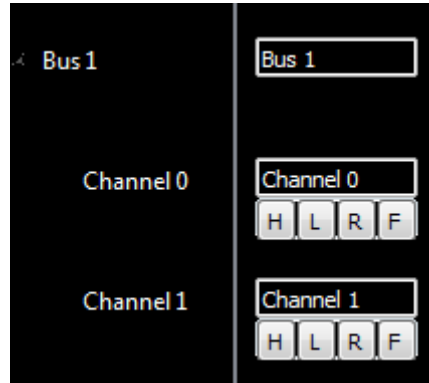 Bus 1 Bus 1
Channel 0 Channel 0
H L R F
Channel 1 Channel 1
H L R F